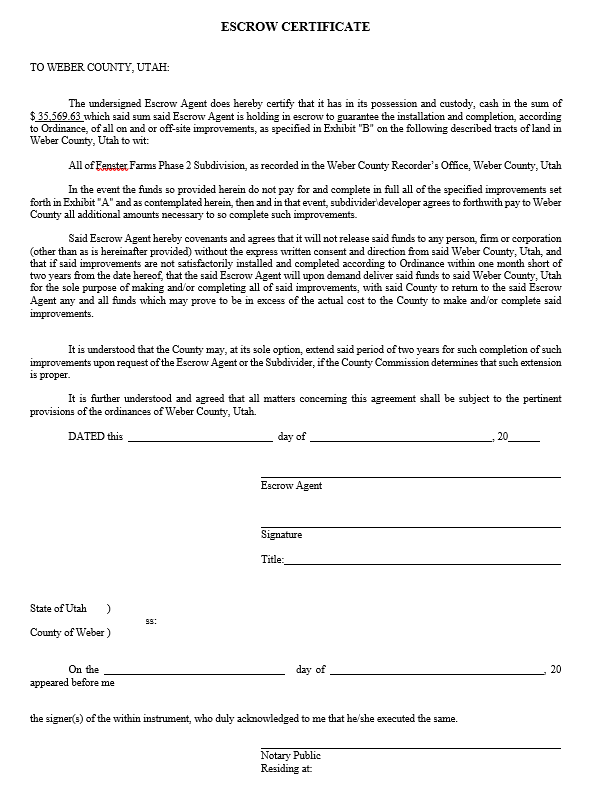 ESCROW CERTIFICATE
TO WEBER COUNTY, UTAH:
The undersigned Escrow Agent does hereby certify that it has in its possession and custody, cash in the sum of
$ 35,569.63 which said sum said Escrow Agent is holding in escrow to guarantee the installation and completion, according
to Ordinance, of all on and or off-site improvements, as specified in Exhibit "B" on the following described tracts of land in
Weber County, Utah to wit:
All of Fenster Farms Phase 2 Subdivision, as recorded in the Weber County Recorder's Office, Weber County, Utah
In the event the funds so provided herein do not pay for and complete in full all of the specified improvements set
forth in Exhibit "A" and as contemplated herein, then and in that event, subdivider\developer agrees to forthwith pay to Weber
County all additional amounts necessary to so complete such improvements.
Said Escrow Agent hereby covenants and agrees that it will not release said funds to any person, firm or corporation
(other than as is hereinafter provided) without the express written consent and direction from said Weber County, Utah, and
that if said improvements are not satisfactorily installed and completed according to Ordinance within one month short of
two years from the date hereof, that the said Escrow Agent will upon demand deliver said funds to said Weber County, Utah
for the sole purpose of making and/or completing all of said improvements, with said County to return to the said Escrow
Agent any and all funds which may prove to be in excess of the actual cost to the County to make and/or complete said
improvements.
It is understood that the County may, at its sole option, extend said period of two years for such completion of such
improvements upon request of the Escrow Agent or the Subdivider, if the County Commission determines that such extension
is proper.
It is further understood and agreed that all matters concerning this agreement shall be subject to the pertinent
provisions of the ordinances of Weber County, Utah.
DATED this ____ day of ____, 20____
Escrow Agent
Signature
Title:____
State of Utah )
ss:
County of Weber )
On the ____ day of ____, 20
appeared before me
the signer(s) of the within instrument, who duly acknowledged to me that he/she executed the same.
Notary Public
Residing at: